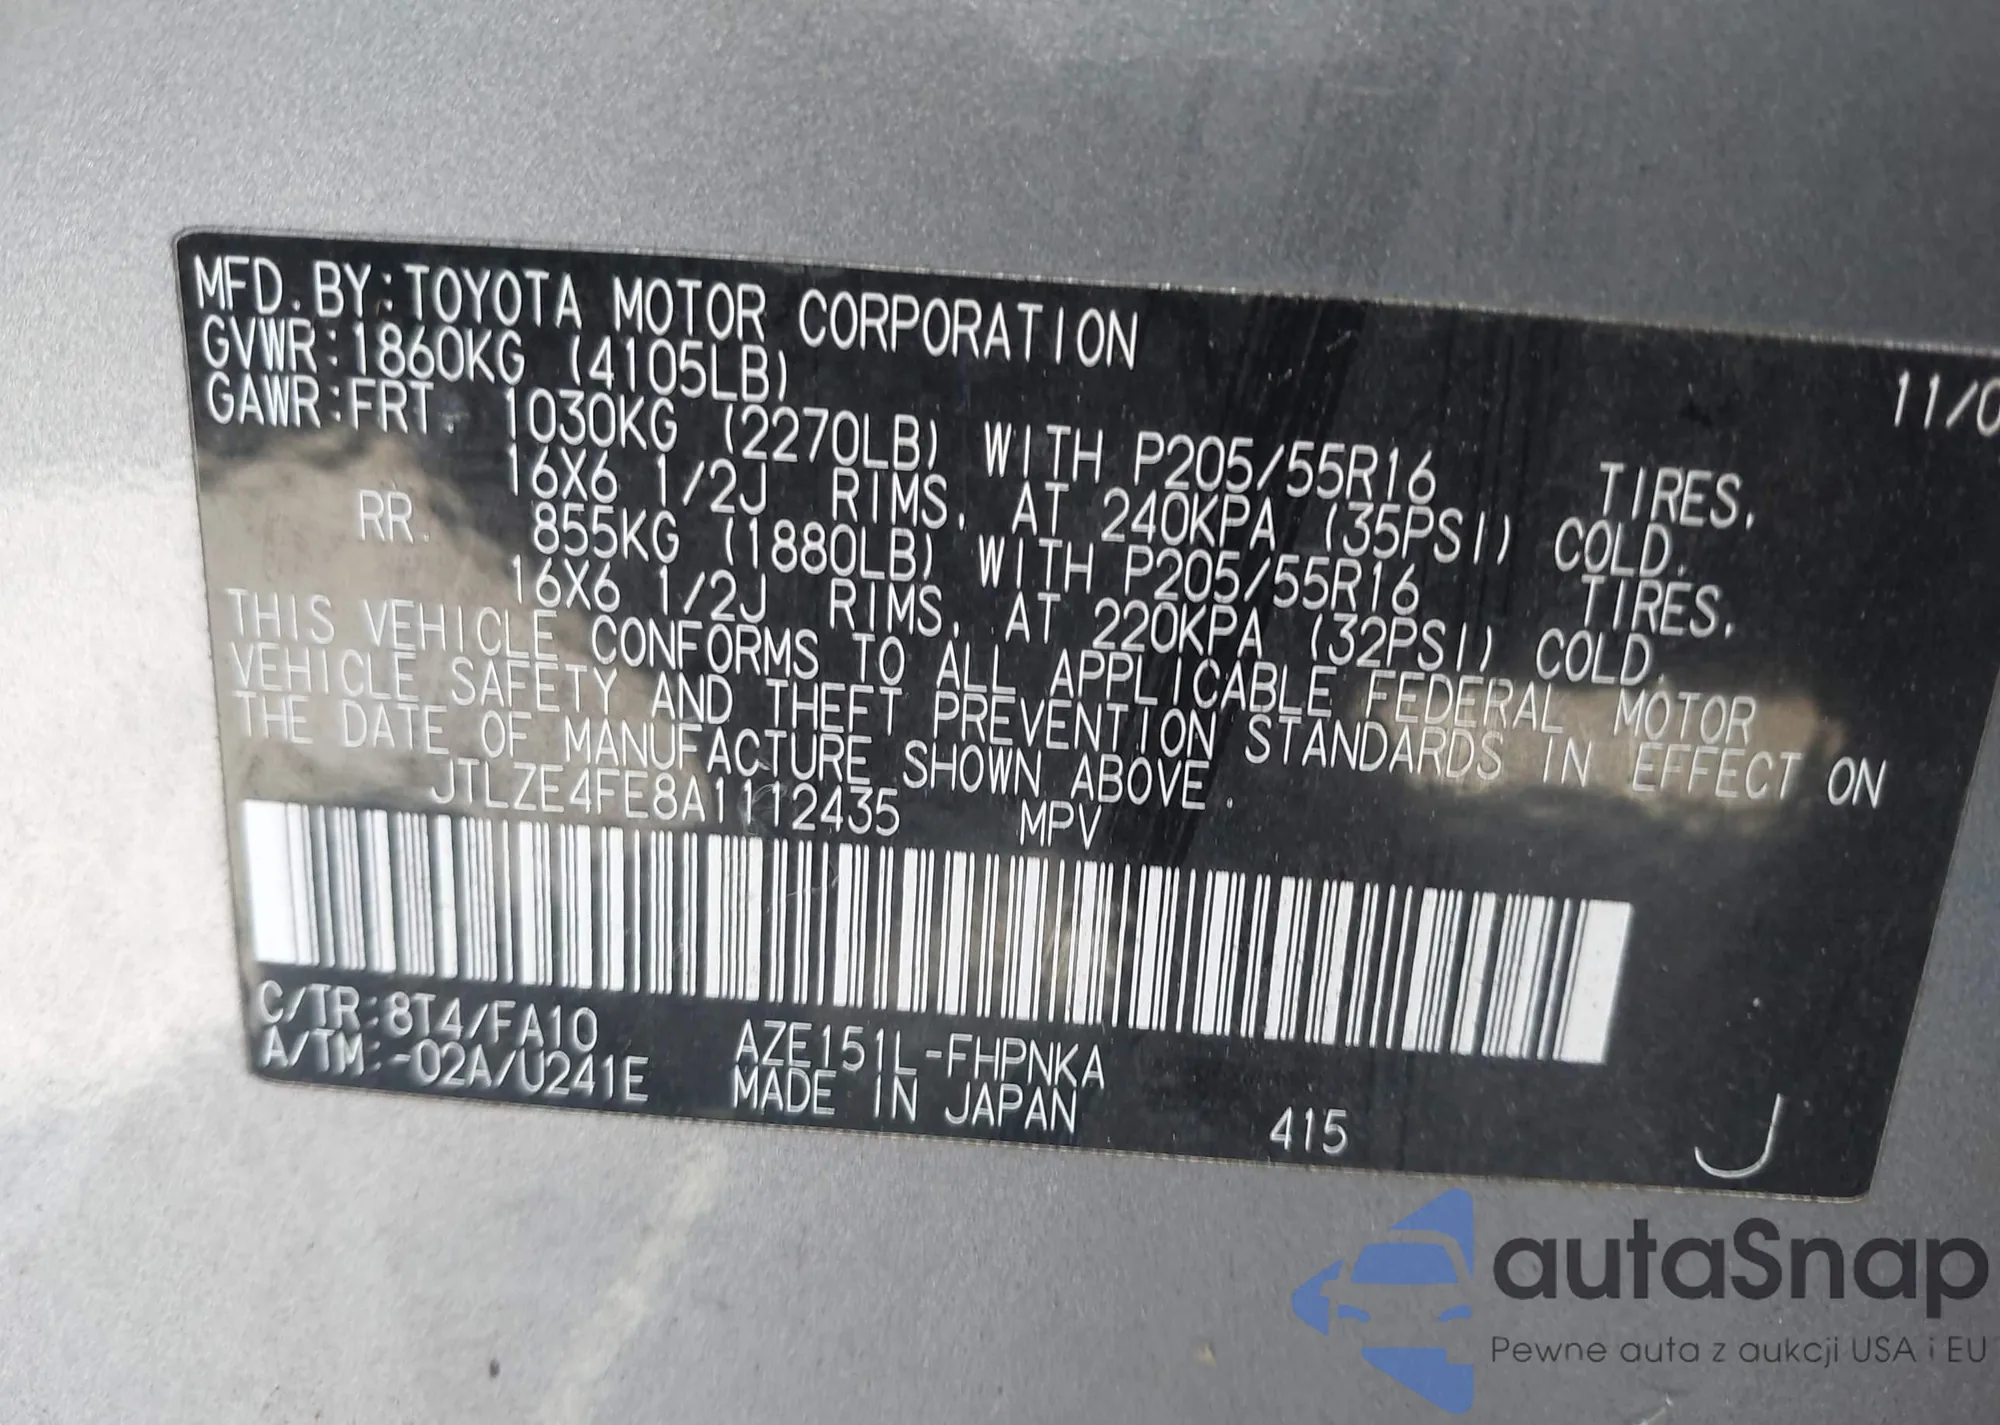 MFD. BY: TOYOTA MOTOR CORPORATION 11/0
GVWR: 1860KG (4105LB)
GAWR: FRT. 1030KG (2270LB) WITH P205/55R16 TIRES,
16X6 1/2J RIMS, AT 240KPA (35PSI) COLD.
RR. 855KG (1880LB) WITH P205/55R16 TIRES,
16X6 1/2J RIMS, AT 220KPA (32PSI) COLD.
THIS VEHICLE CONFORMS TO ALL APPLICABLE FEDERAL MOTOR
VEHICLE SAFETY AND THEFT PREVENTION STANDARDS IN EFFECT ON
THE DATE OF MANUFACTURE SHOWN ABOVE.
JTLZE4FE8A1112435 MPV
C/TR: 8T4/FA10 AZE151L-FHPNKA
A/TM: -02A/U241E MADE IN JAPAN 415 J
autaSnap
Pewne auta z aukcji USA i EU